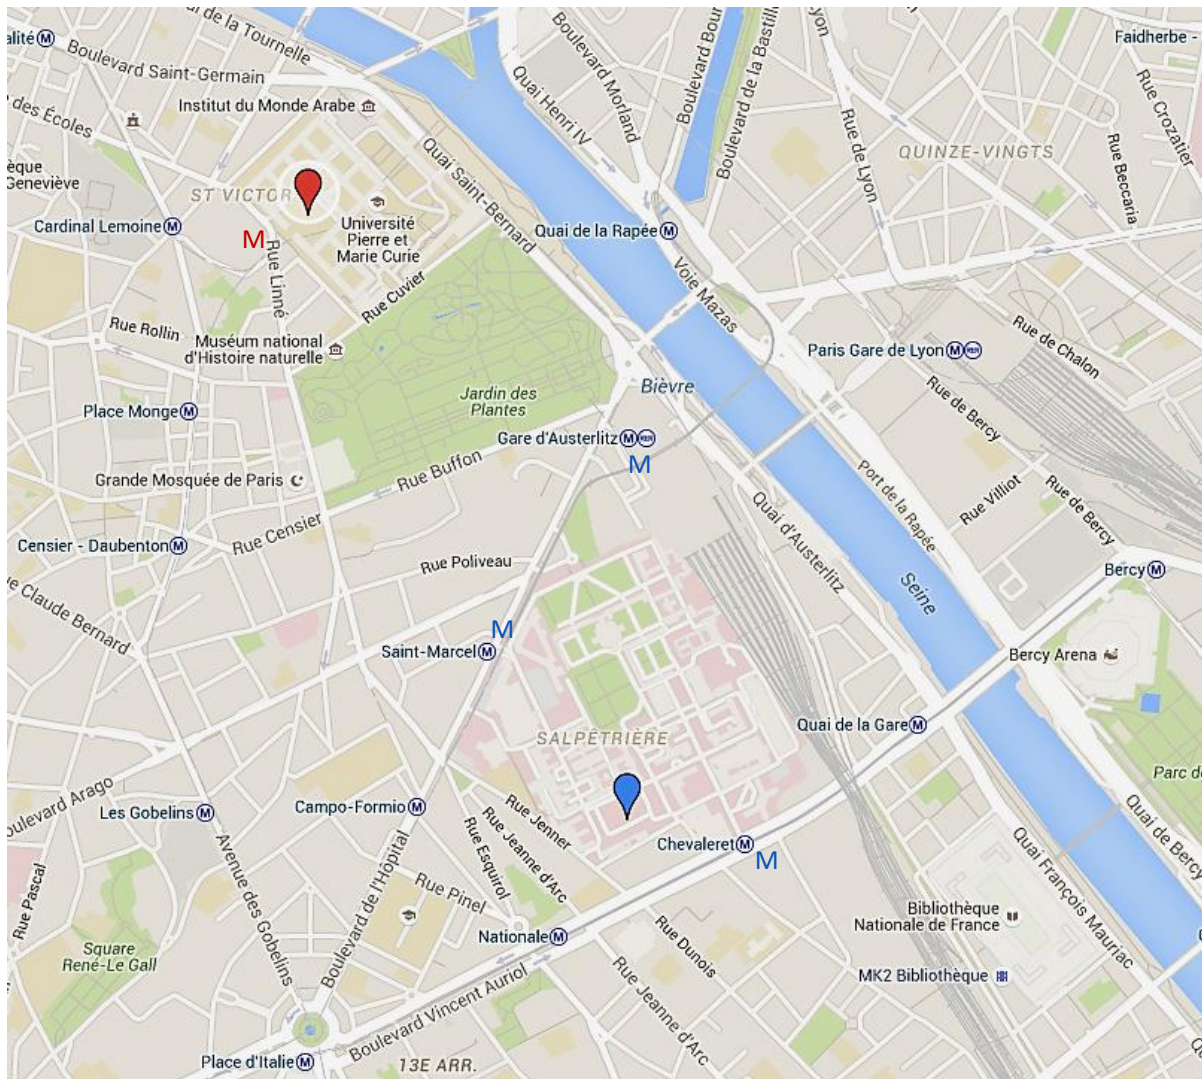 de la Tournelle
alité M
Boulevard Saint-Germain
Institut du Monde Arabe
des Écoles
èque
Geneviève
ST VICTOR
Cardinal Lemoine M
M
Rue Linné
Université
Pierre et
Marie Curie
Quai Saint-Bernard
Quai Henri IV
Boulevard Morland
Boulevard Bour
Boulevard de la Bastill
Lyon
Rue de Lyon
Faidherbe -
Rue Crozatier
QUINZE-VINGTS
Rue Beccaria
Quai de la Rapée M
Voie Mazas
Rue Cuvier
Rue Rollin
Muséum national
d'Histoire naturelle
Paris Gare de Lyon M RER
Rue de Chalon
Rue de Bercy
Bièvre
Jardin des
Plantes
Place Monge M
Gare d'Austerlitz M RER
M
Rue Buffon
Grande Mosquée de Paris
Port de la Rapée
Rue Villiot
Rue de Bercy
Quai d'Austerlitz
Rue Censier
Censier - Daubenton M
Rue Poliveau
Bercy M
Seine
e Claude Bernard
M
Saint-Marcel M
Bercy Arena
Quai de la Gare M
SALPÊTRIÈRE
Parc de
oulevard Arago
Les Gobelins M
Campo-Formio M
Rue Jenner
Rue Jeanne d'Arc
Rue Esquirol
Chevaleret M
M
Quai de Bercy
Quai François Mauriac
Rue Pascal
Avenue des Gobelins
Boulevard de l'Hôpital
Rue Pinel
Bibliothèque
Nationale de France
Nationale M
Rue Dunois
Square
René-Le Gall
MK2 Bibliothèque
Rue Jeanne d'Arc
Boulevard Vincent Auriol
Place d'Italie M
13E ARR.